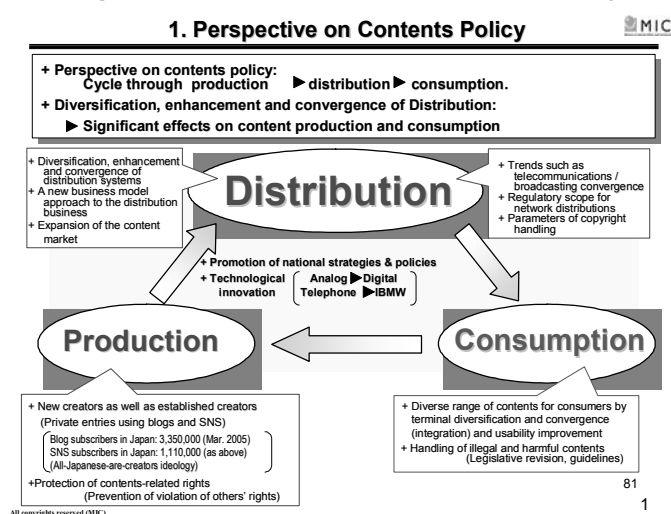 1. Perspective on Contents Policy
MIC
+ Perspective on contents policy:
Cycle through production ▶ distribution ▶ consumption.
+ Diversification, enhancement and convergence of Distribution:
▶ Significant effects on content production and consumption
+ Diversification, enhancement
and convergence of
distribution systems
+ A new business model
approach to the distribution
business
+ Expansion of the content
market
Distribution
+ Trends such as
telecommunications /
broadcasting convergence
+ Regulatory scope for
network distributions
+ Parameters of copyright
handling
+ Promotion of national strategies & policies
+ Technological innovation
Analog ▶ Digital
Telephone ▶ IBMW
Production
Consumption
+ New creators as well as established creators
(Private entries using blogs and SNS)
Blog subscribers in Japan: 3,350,000 (Mar. 2005)
SNS subscribers in Japan: 1,110,000 (as above)
(All-Japanese-are-creators ideology)
+Protection of contents-related rights
(Prevention of violation of others' rights)
+ Diverse range of contents for consumers by
terminal diversification and convergence
(integration) and usability improvement
+ Handling of illegal and harmful contents
(Legislative revision, guidelines)
81
1
All copyrights reserved (MIC)